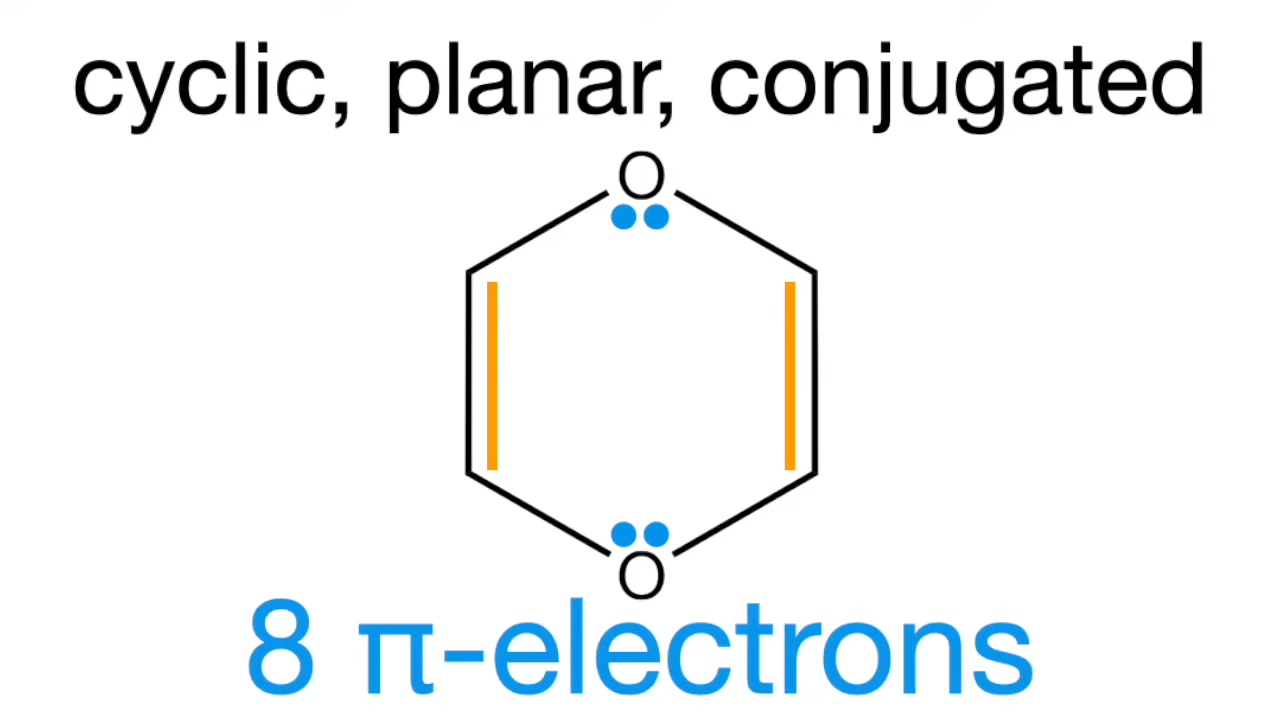 cyclic, planar, conjugated
O
O
8 π-electrons